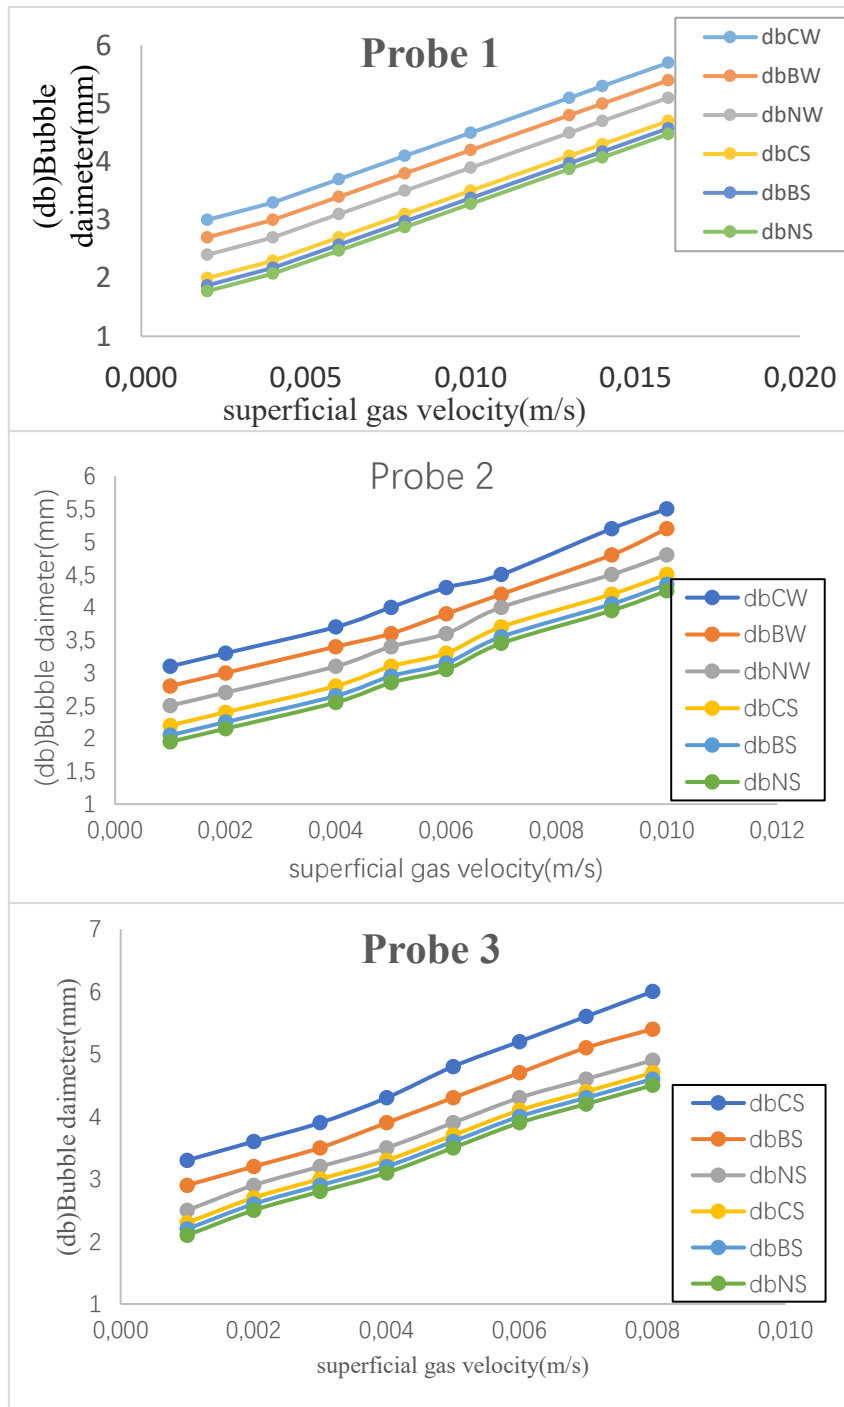 Probe 1
(db)Bubble
daimeter(mm)
6
5
4
3
2
1
0,000 0,005 0,010 0,015 0,020
superficial gas velocity(m/s)
dbCW
dbBW
dbNW
dbCS
dbBS
dbNS
Probe 2
(db)Bubble daimeter(mm)
6
5,5
5
4,5
4
3,5
3
2,5
2
1,5
1
0,000 0,002 0,004 0,006 0,008 0,010 0,012
superficial gas velocity(m/s)
dbCW
dbBW
dbNW
dbCS
dbBS
dbNS
Probe 3
(db)Bubble daimeter(mm)
7
6
5
4
3
2
1
0,000 0,002 0,004 0,006 0,008 0,010
superficial gas velocity(m/s)
dbCS
dbBS
dbNS
dbCS
dbBS
dbNS